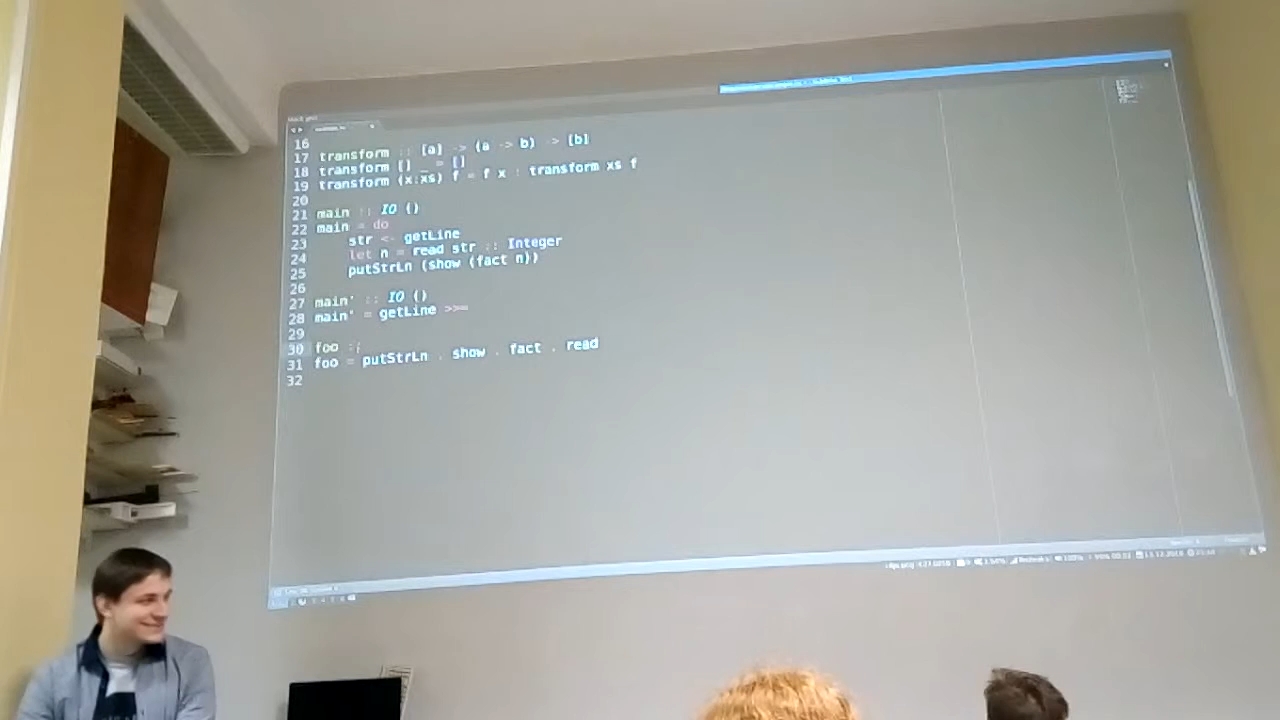 16
17 transform :: [a] -> (a -> b) -> [b]
18 transform [] _ = []
19 transform (x:xs) f = f x : transform xs f
20
21 main :: IO ()
22 main = do
23 str <- getLine
24 let n = read str :: Integer
25 putStrLn (show (fact n))
26
27 main' :: IO ()
28 main' = getLine >>=
29
30 foo ::
31 foo = putStrLn . show . fact . read
32